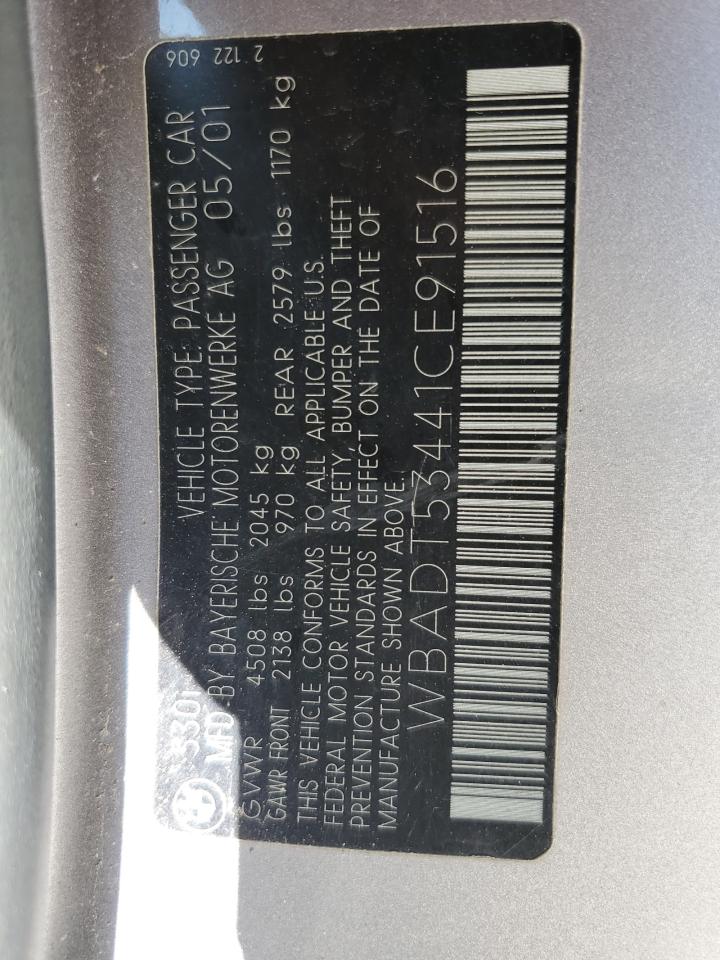 530i VEHICLE TYPE: PASSENGER CAR
MFD BY BAYERISCHE MOTORENWERKE AG 05/01
GVWR 4508 lbs 2045 kg
GAWR FRONT 2138 lbs 970 kg REAR 2579 lbs 1170 kg
THIS VEHICLE CONFORMS TO ALL APPLICABLE U.S.
FEDERAL MOTOR VEHICLE SAFETY, BUMPER AND THEFT
PREVENTION STANDARDS IN EFFECT ON THE DATE OF
MANUFACTURE SHOWN ABOVE.
WBADT53441CE91516
2 122 606